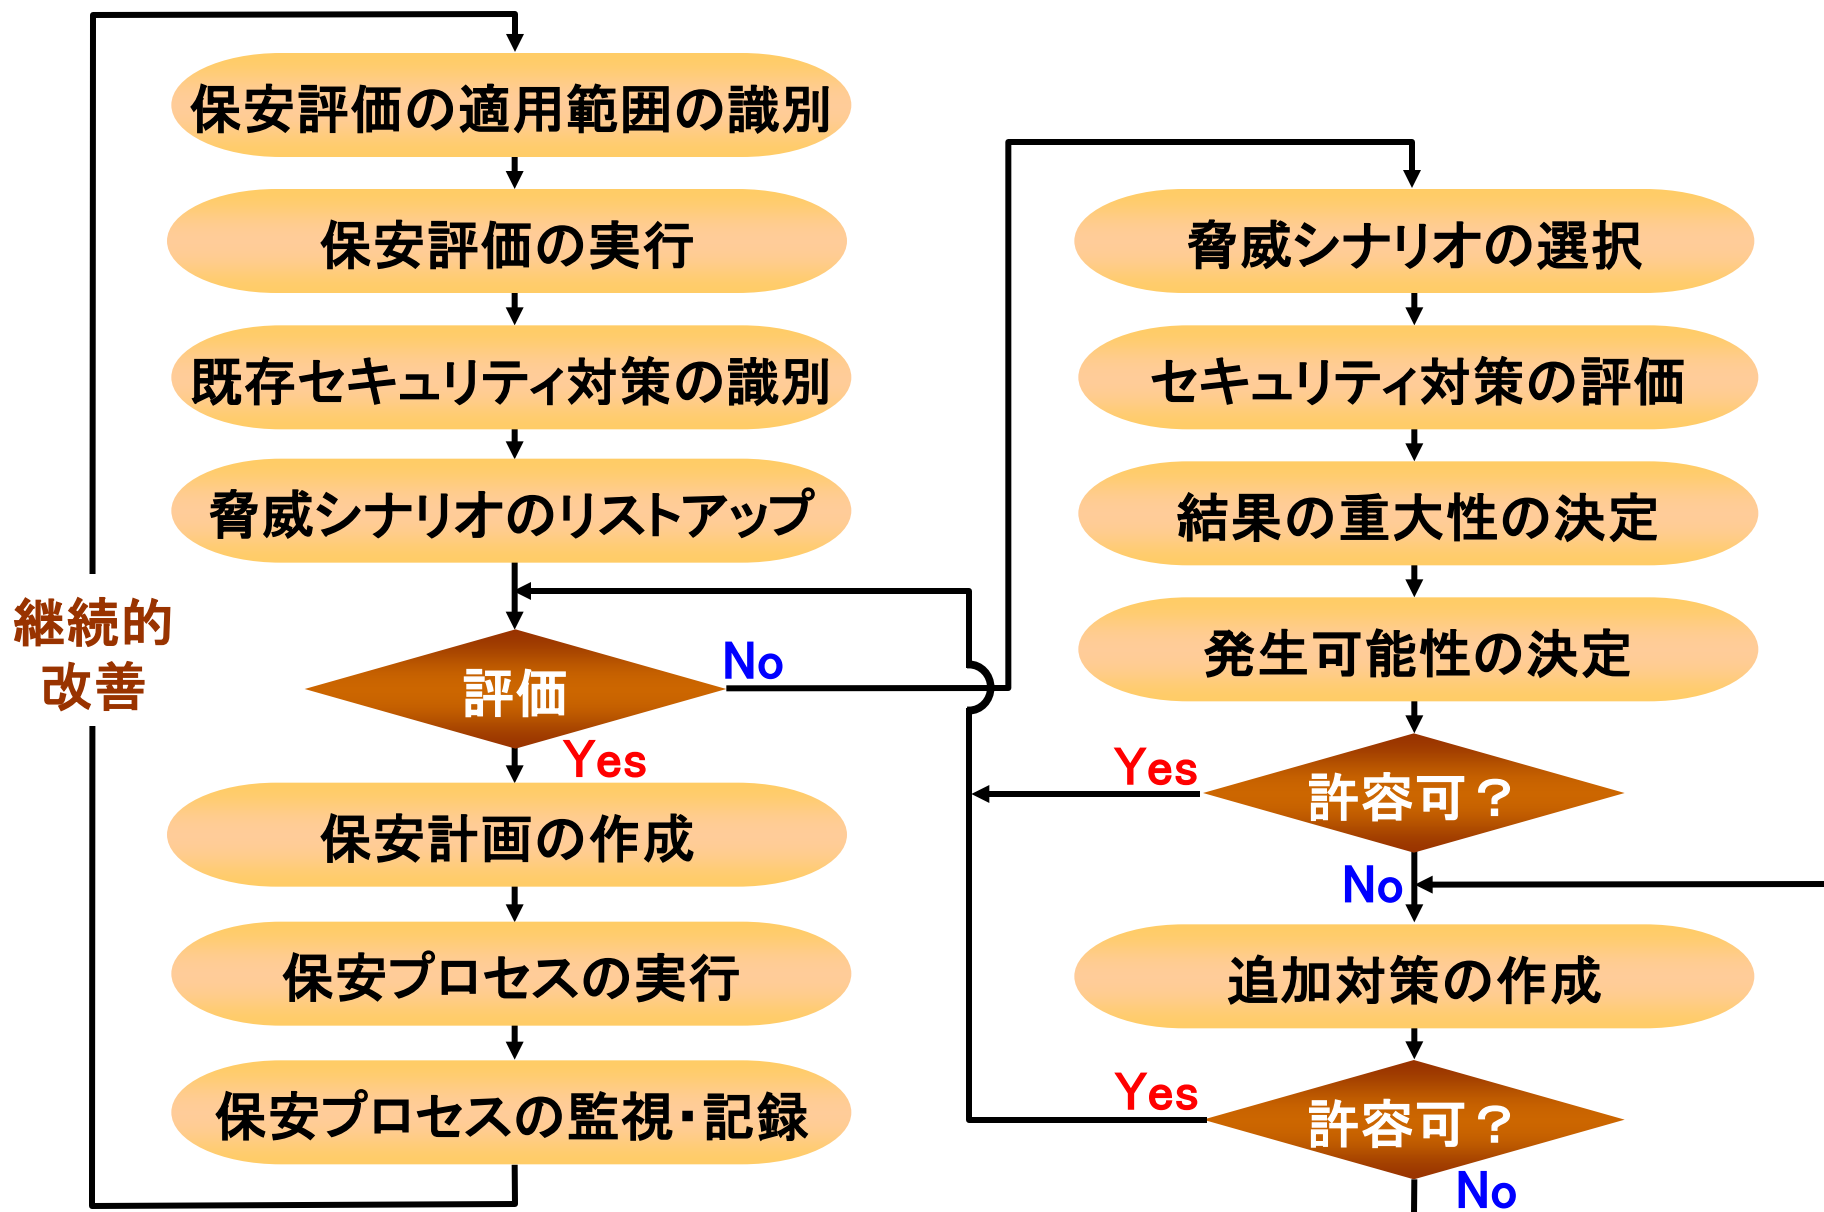 保安評価の適用範囲の識別
保安評価の実行
既存セキュリティ対策の識別
脅威シナリオのリストアップ
継続的
改善
評価
No
Yes
保安計画の作成
保安プロセスの実行
保安プロセスの監視・記録
脅威シナリオの選択
セキュリティ対策の評価
結果の重大性の決定
発生可能性の決定
許容可？
Yes
No
追加対策の作成
許容可？
Yes
No